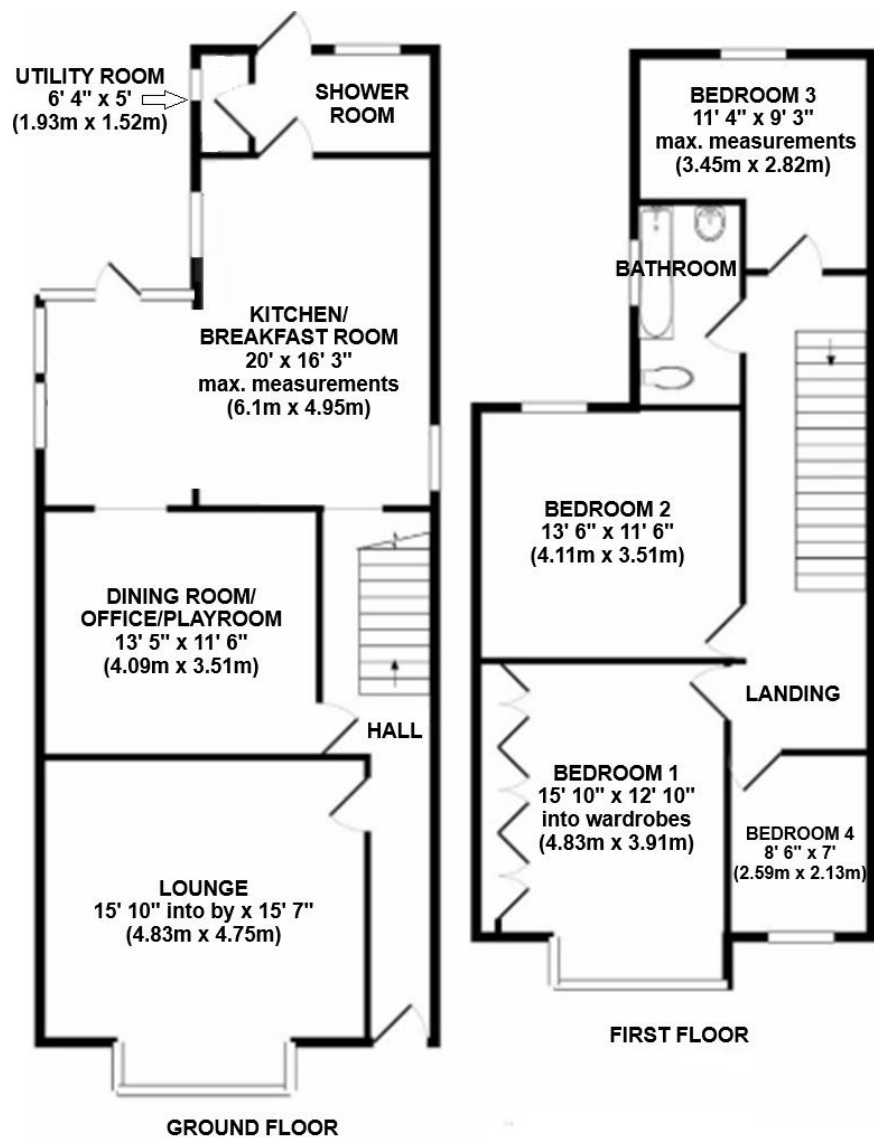 UTILITY ROOM
6' 4" x 5'
(1.93m x 1.52m)
SHOWER
ROOM
KITCHEN/
BREAKFAST ROOM
20' x 16' 3"
max. measurements
(6.1m x 4.95m)
DINING ROOM/
OFFICE/PLAYROOM
13' 5" x 11' 6"
(4.09m x 3.51m)
HALL
LOUNGE
15' 10" into by x 15' 7"
(4.83m x 4.75m)
GROUND FLOOR
BEDROOM 3
11' 4" x 9' 3"
max. measurements
(3.45m x 2.82m)
BATHROOM
BEDROOM 2
13' 6" x 11' 6"
(4.11m x 3.51m)
LANDING
BEDROOM 1
15' 10" x 12' 10"
into wardrobes
(4.83m x 3.91m)
BEDROOM 4
8' 6" x 7'
(2.59m x 2.13m)
FIRST FLOOR